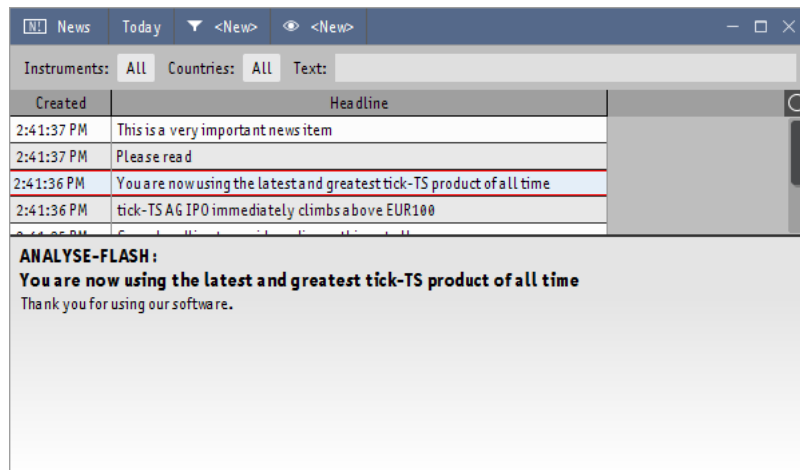 N! News Today <New> <New>
Instruments: All Countries: All Text:
Created Headline
2:41:37 PM This is a very important news item
2:41:37 PM Please read
2:41:36 PM You are now using the latest and greatest tick-TS product of all time
2:41:36 PM tick-TS AG IPO immediately climbs above EUR100
ANALYSE-FLASH:
You are now using the latest and greatest tick-TS product of all time
Thank you for using our software.